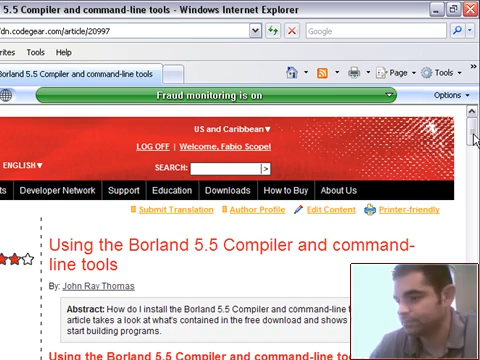 5.5 Compiler and command-line tools - Windows Internet Explorer
dn.codegear.com/article/20997
Google
Tools Help
Borland 5.5 Compiler and command-line tools
Page
Tools
Fraud monitoring is on
Options
US and Caribbean
LOG OFF | Welcome, Fabio Scopel
ENGLISH
SEARCH:
>
Developer Network
Support
Education
Downloads
How to Buy
About Us
Submit Translation
Author Profile
Edit Content
Printer-friendly
Using the Borland 5.5 Compiler and command-
line tools
By: John Ray Thomas
Abstract: How do I install the Borland 5.5 Compiler and command-line
article takes a look at what's contained in the free download and shows
start building programs.
Using the Borland 5.5 Compiler and command-line